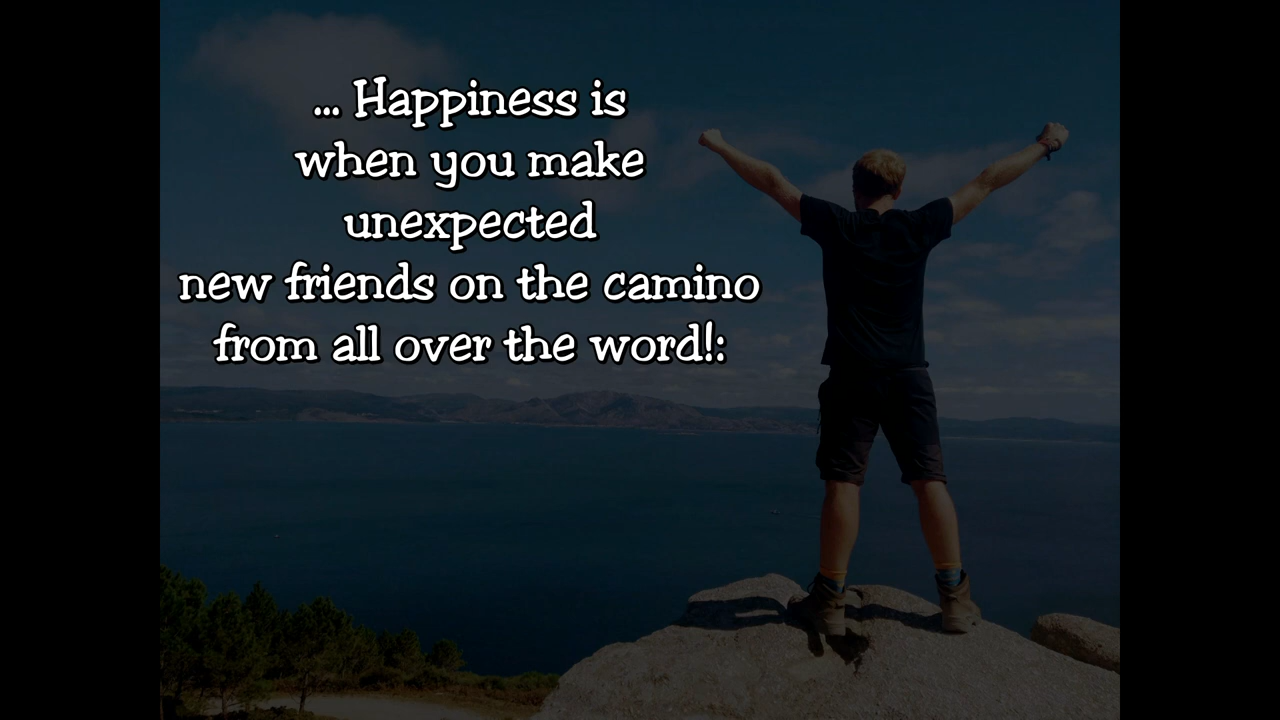 ... Happiness is
when you make
unexpected
new friends on the camino
from all over the word!: